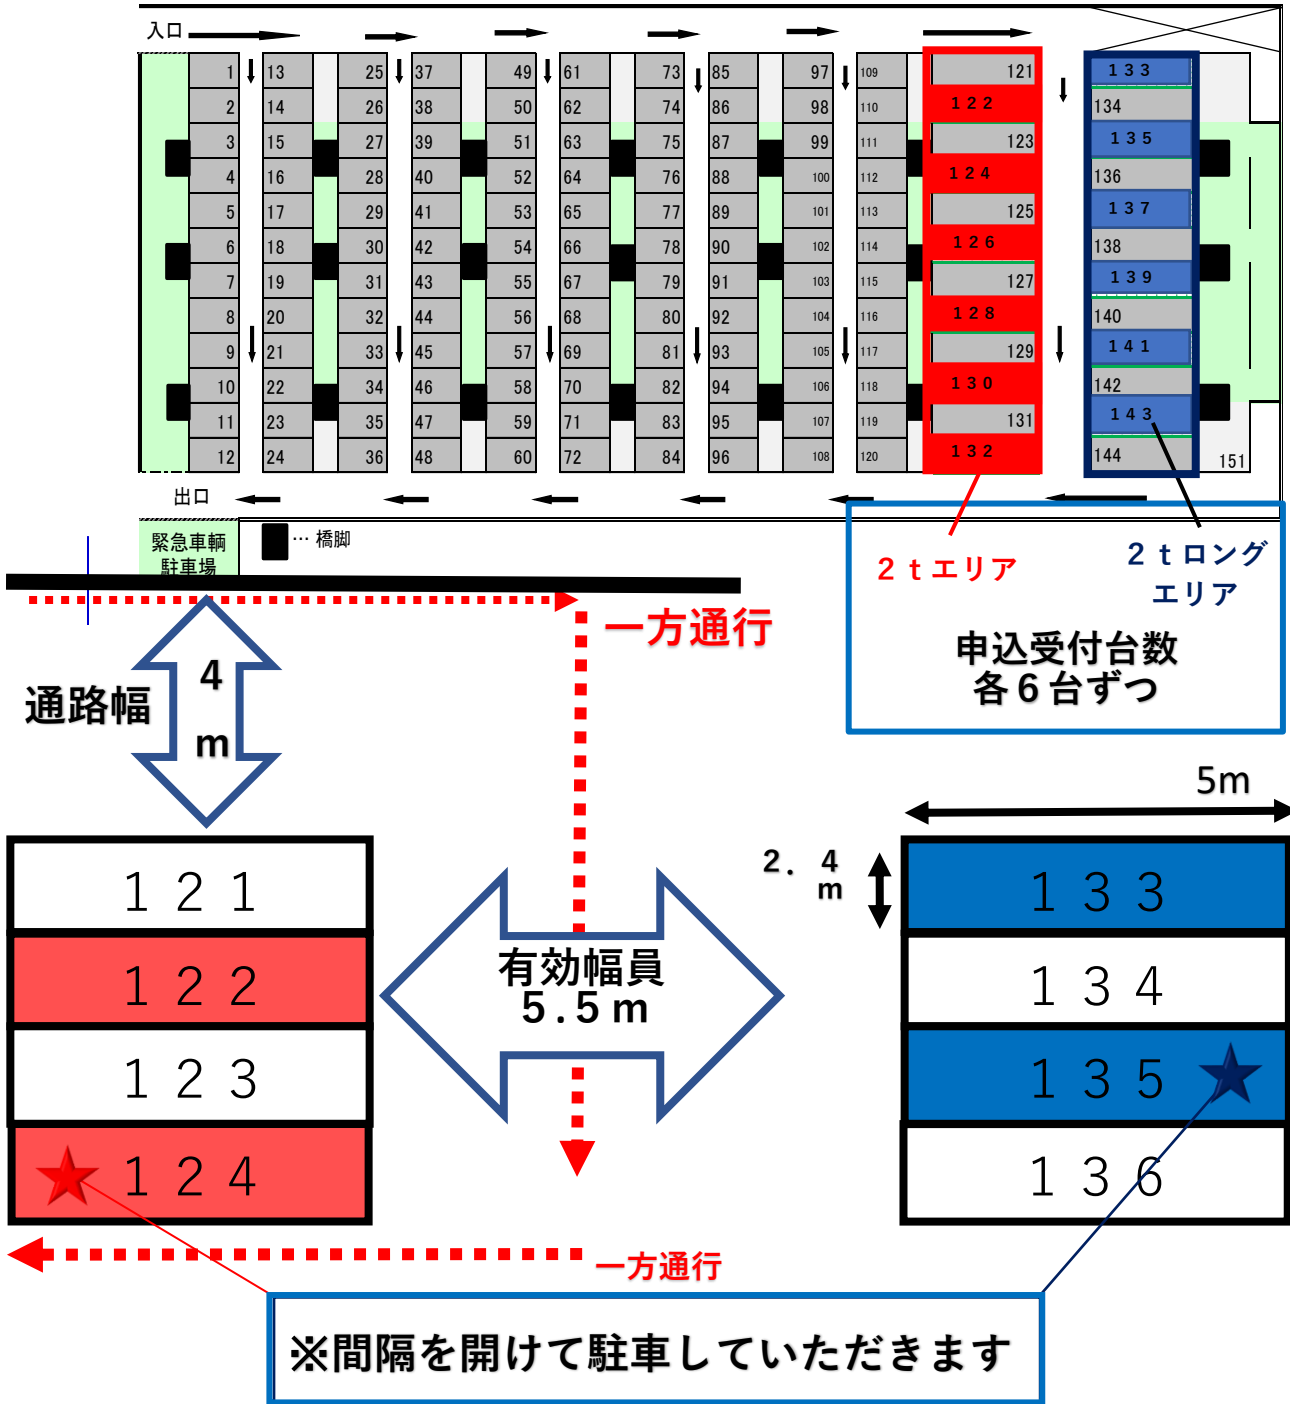 入口
1 13 25 37 49 61 73 85 97 109 121 133
2 14 26 38 50 62 74 86 98 110 122 134
3 15 27 39 51 63 75 87 99 111 123 135
4 16 28 40 52 64 76 88 100 112 124 136
5 17 29 41 53 65 77 89 101 113 125 137
6 18 30 42 54 66 78 90 102 114 126 138
7 19 31 43 55 67 79 91 103 115 127 139
8 20 32 44 56 68 80 92 104 116 128 140
9 21 33 45 57 69 81 93 105 117 129 141
10 22 34 46 58 70 82 94 106 118 130 142
11 23 35 47 59 71 83 95 107 119 131 143
12 24 36 48 60 72 84 96 108 120 132 144 151
出口
緊急車輌
駐車場
… 橋脚
2tエリア
2tロング
エリア
申込受付台数
各6台ずつ
一方通行
通路幅
4
m
5m
2.4
m
121
122
123
124
有効幅員
5.5m
133
134
135
136
一方通行
※間隔を開けて駐車していただきます